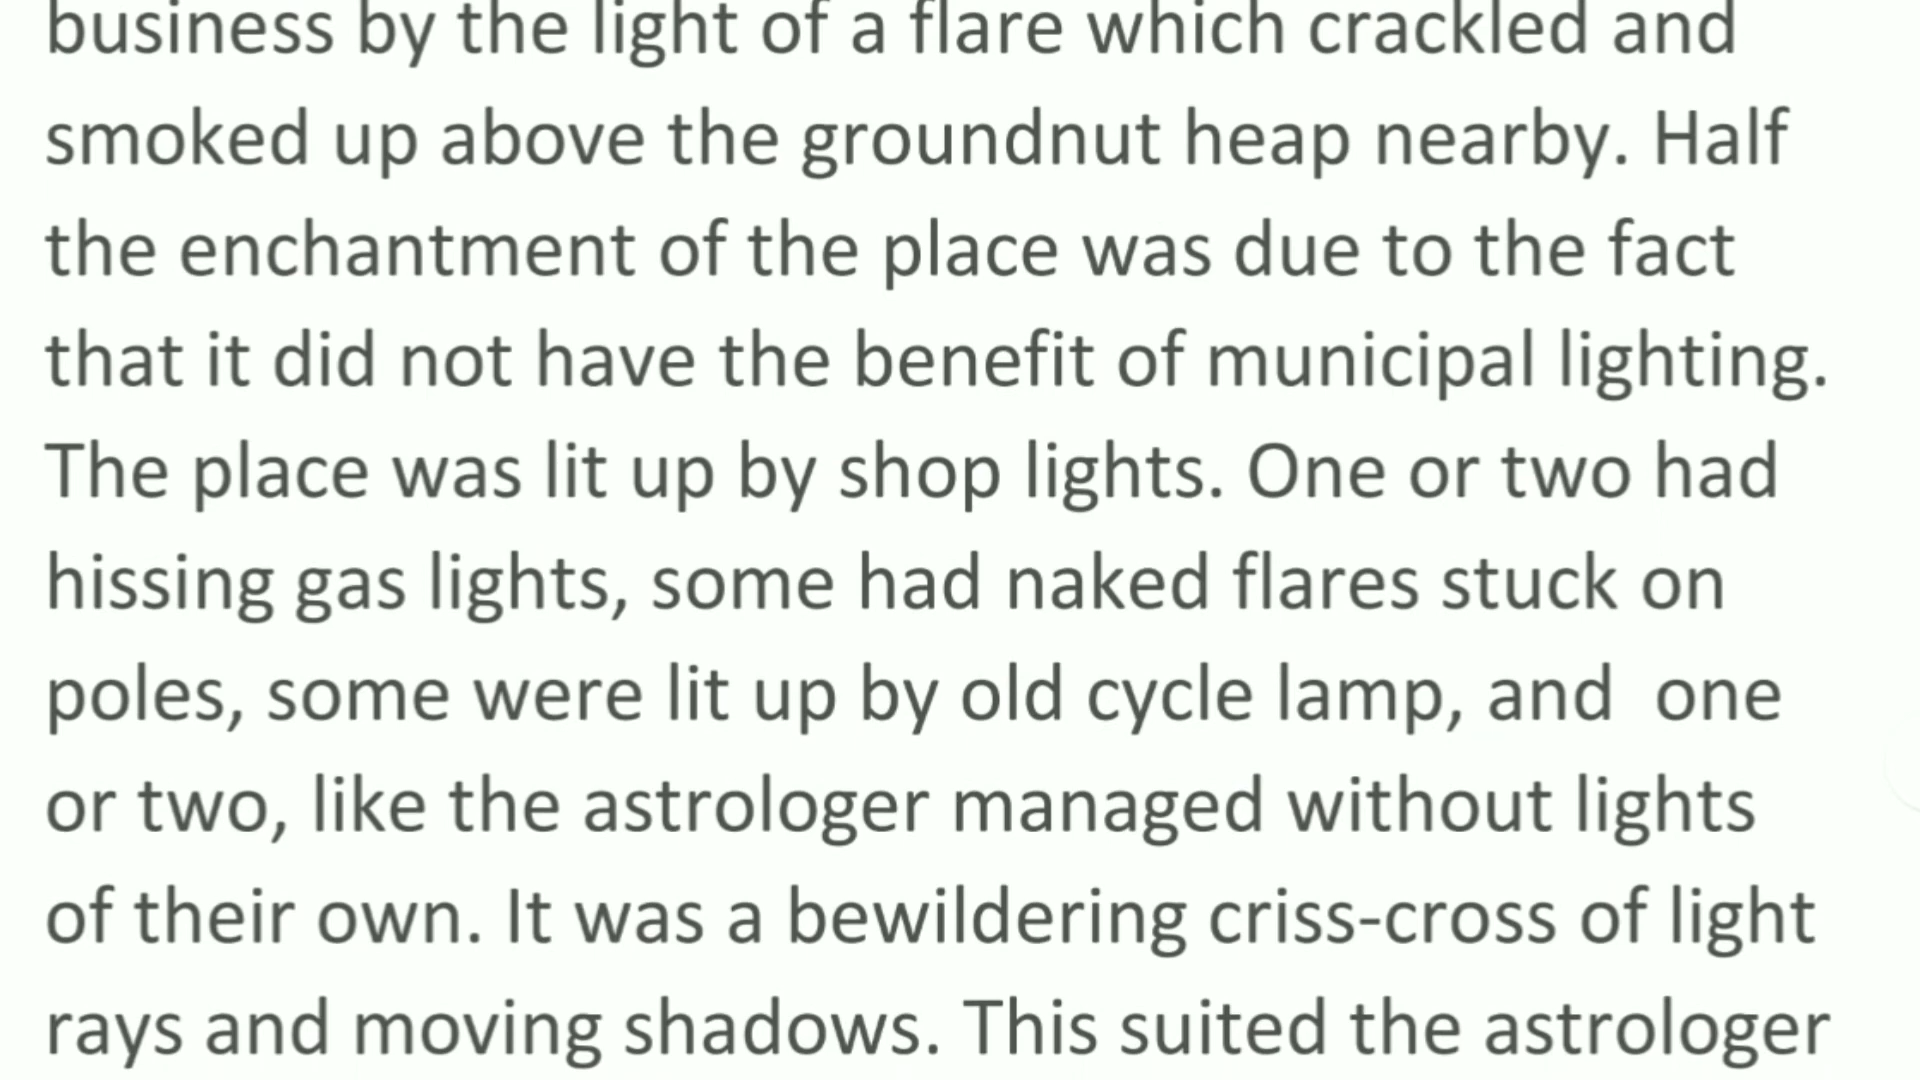 business by the light of a flare which crackled and
smoked up above the groundnut heap nearby. Half
the enchantment of the place was due to the fact
that it did not have the benefit of municipal lighting.
The place was lit up by shop lights. One or two had
hissing gas lights, some had naked flares stuck on
poles, some were lit up by old cycle lamp, and  one
or two, like the astrologer managed without lights
of their own. It was a bewildering criss-cross of light
rays and moving shadows. This suited the astrologer